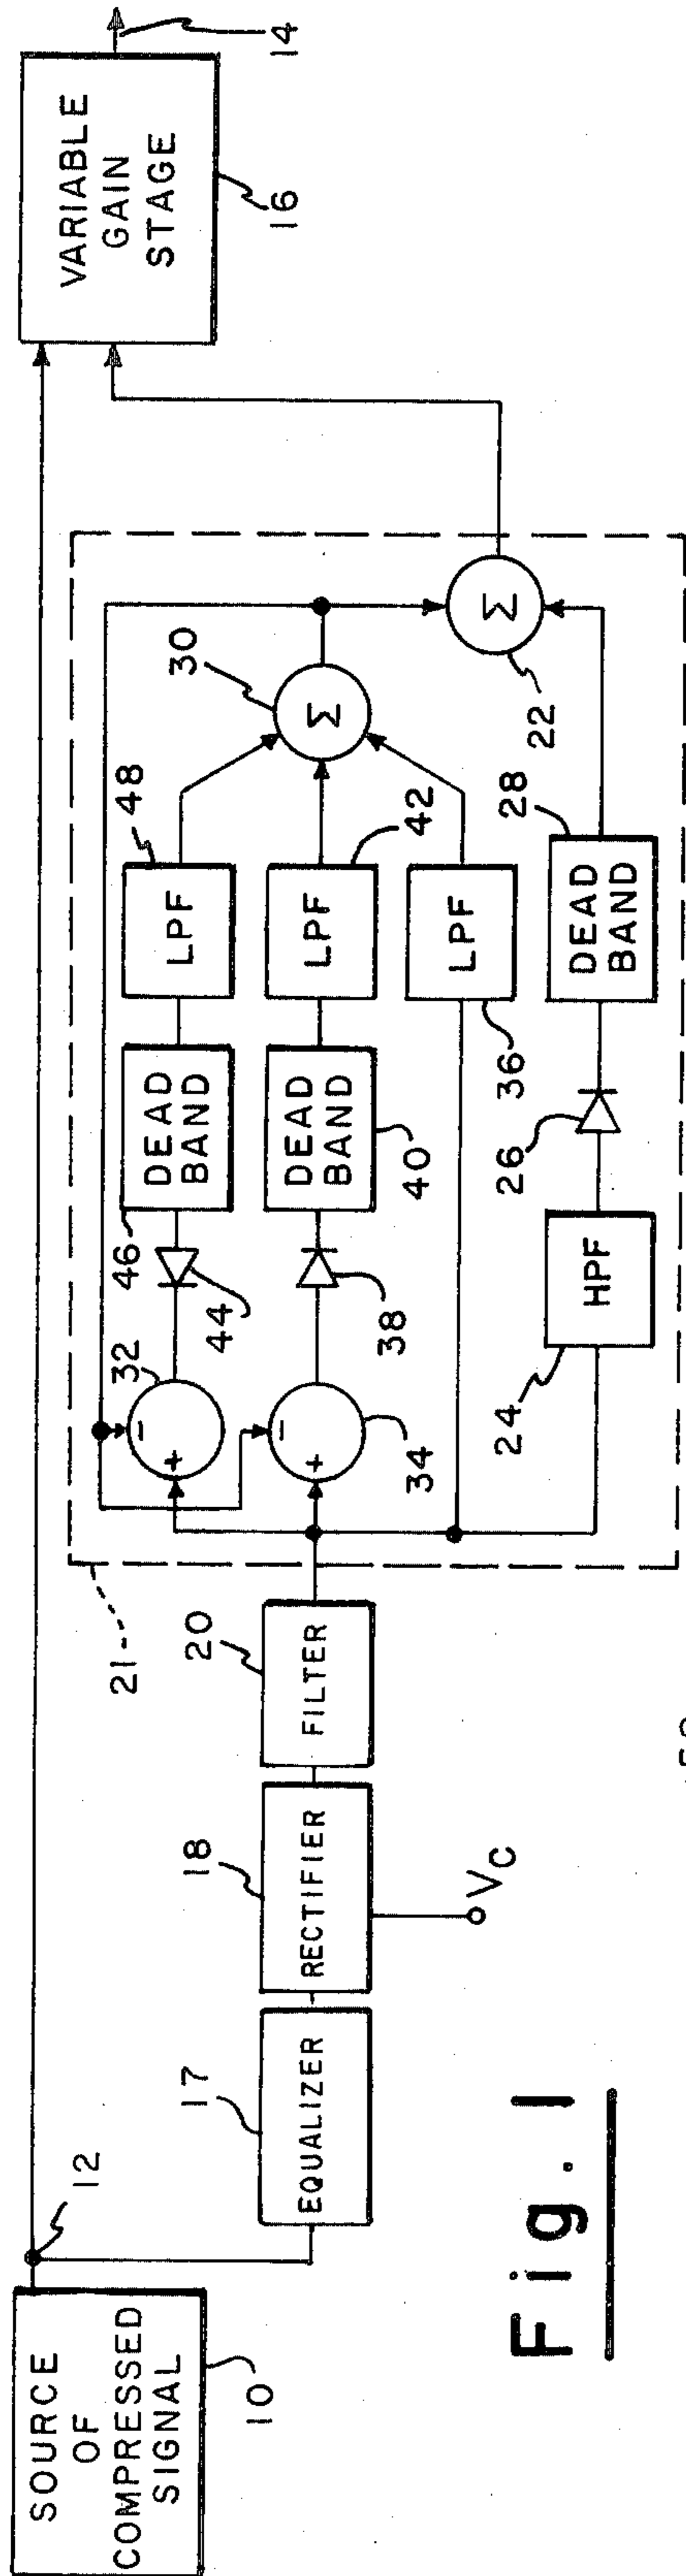 SOURCE
OF
COMPRESSED
SIGNAL
10
12
EQUALIZER
17
RECTIFIER
18
VC
FILTER
20
21
32
+
−
34
+
−
44
46
DEAD
BAND
48
LPF
38
DEAD
BAND
40
LPF
42
LPF
36
30
Σ
24
HPF
26
DEAD
BAND
28
Σ
22
VARIABLE
GAIN
STAGE
16
14
Fig. 1